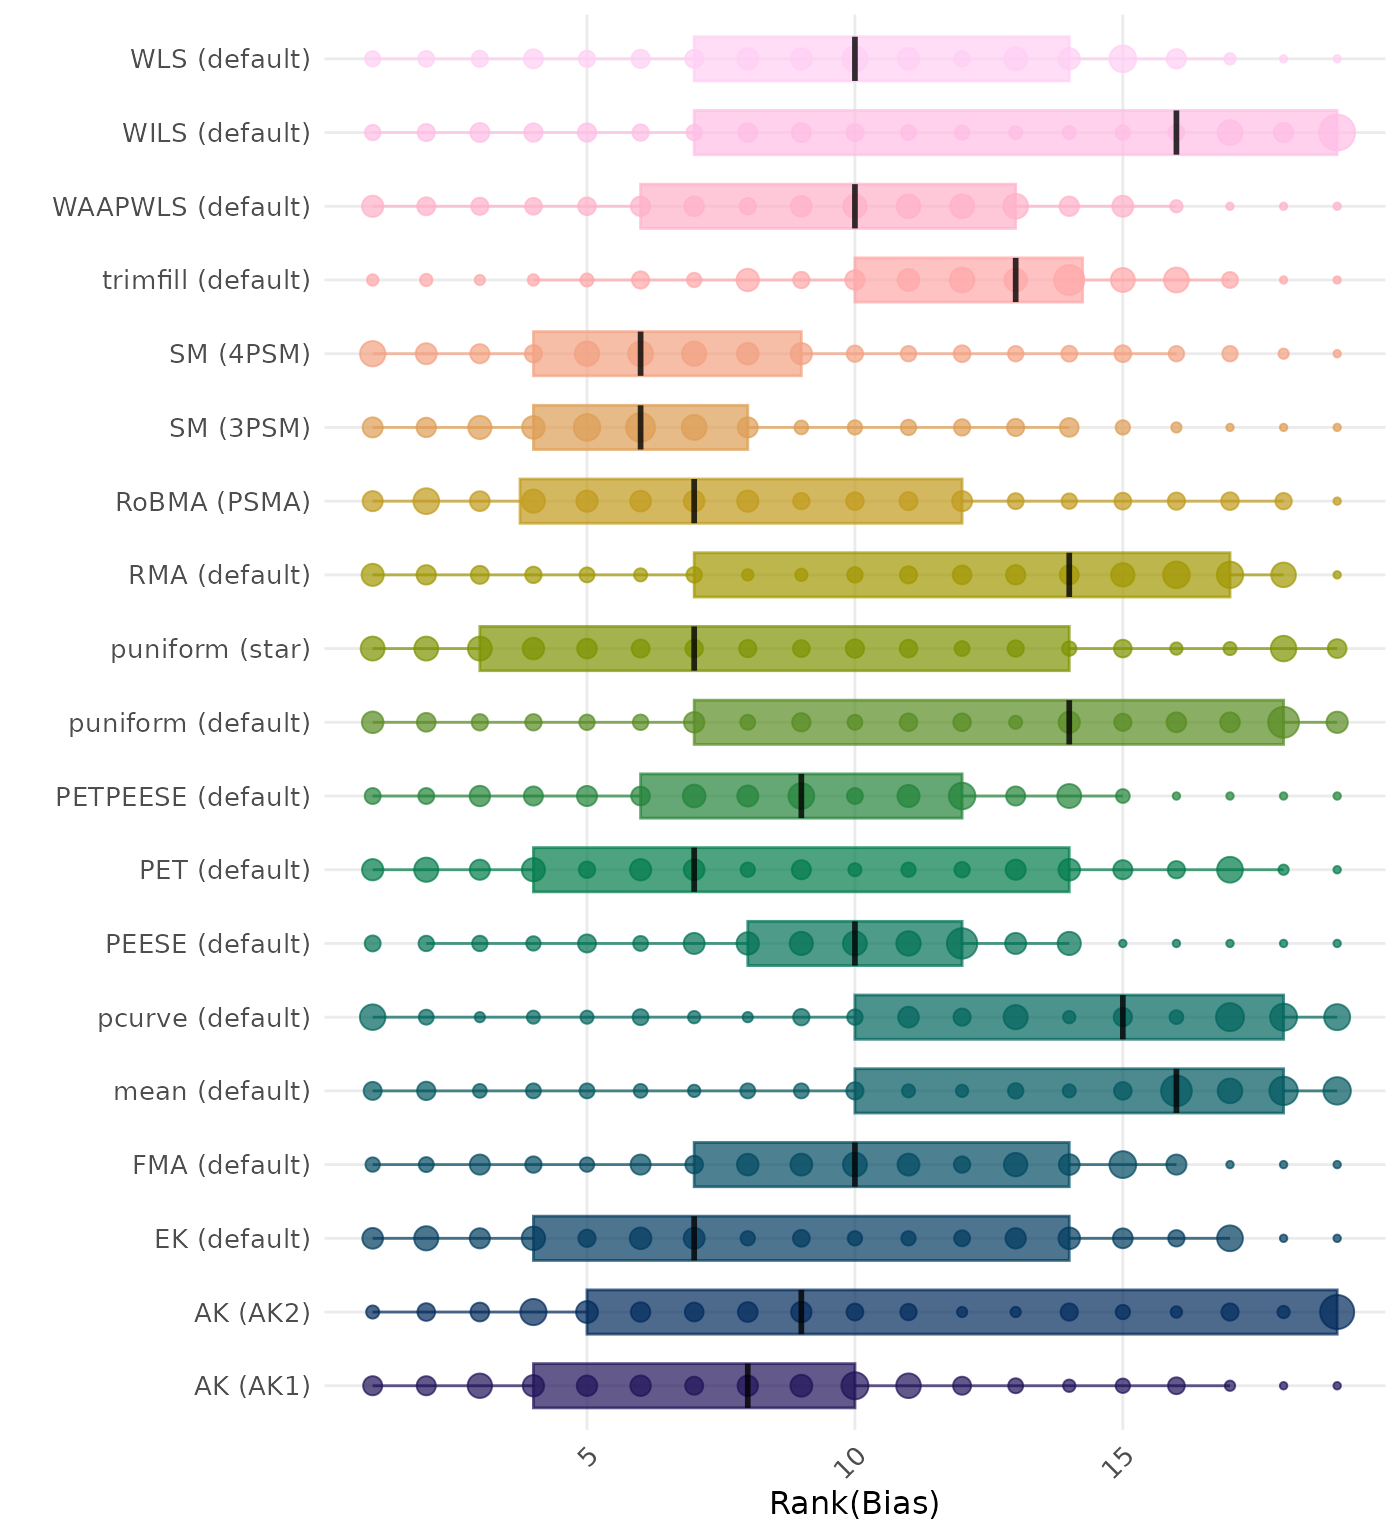 WLS (default)
WILS (default)
WAAPWLS (default)
trimfill (default)
SM (4PSM)
SM (3PSM)
RoBMA (PSMA)
RMA (default)
puniform (star)
puniform (default)
PETPEESE (default)
PET (default)
PEESE (default)
pcurve (default)
mean (default)
FMA (default)
EK (default)
AK (AK2)
AK (AK1)
5
10
15
Rank(Bias)